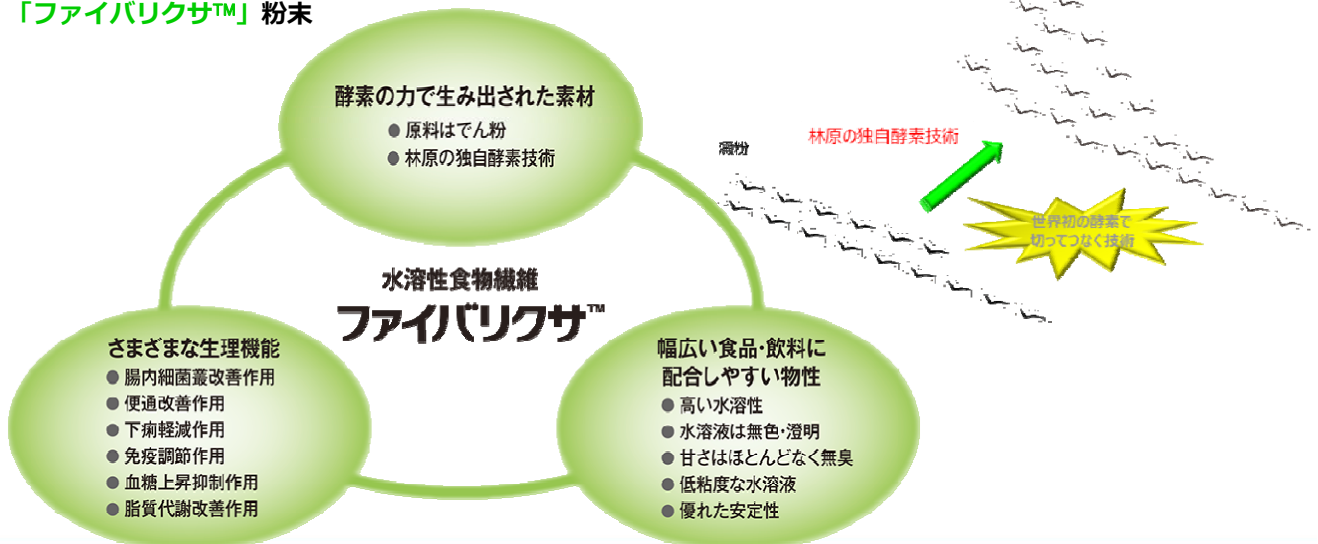 「ファイバリクサ™」粉末
酵素の力で生み出された素材
● 原料はでん粉
● 林原の独自酵素技術
水溶性食物繊維
ファイバリクサ™
さまざまな生理機能
● 腸内細菌叢改善作用
● 便通改善作用
● 下痢軽減作用
● 免疫調節作用
● 血糖上昇抑制作用
● 脂質代謝改善作用
幅広い食品・飲料に
配合しやすい物性
● 高い水溶性
● 水溶液は無色・澄明
● 甘さはほとんどなく無臭
● 低粘度な水溶液
● 優れた安定性
澱粉
林原の独自酵素技術
世界初の酵素で
切ってつなぐ技術